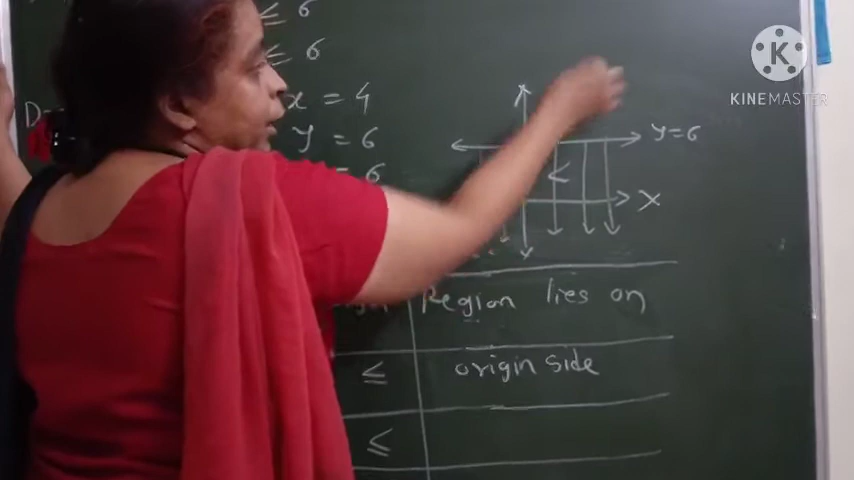 ≤ 6
≤ 6
x = 4
y = 6
= 6
D
y=6
<
X
Region lies on
≤ origin side
≤
K
KINEMASTER